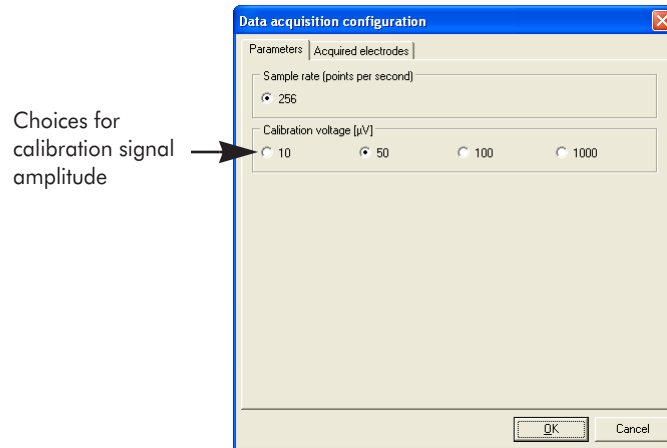 Data acquisition configuration
Parameters Acquired electrodes
Sample rate (points per second)
256
Choices for
calibration signal
amplitude
Calibration voltage [µV]
10 50 100 1000
OK Cancel